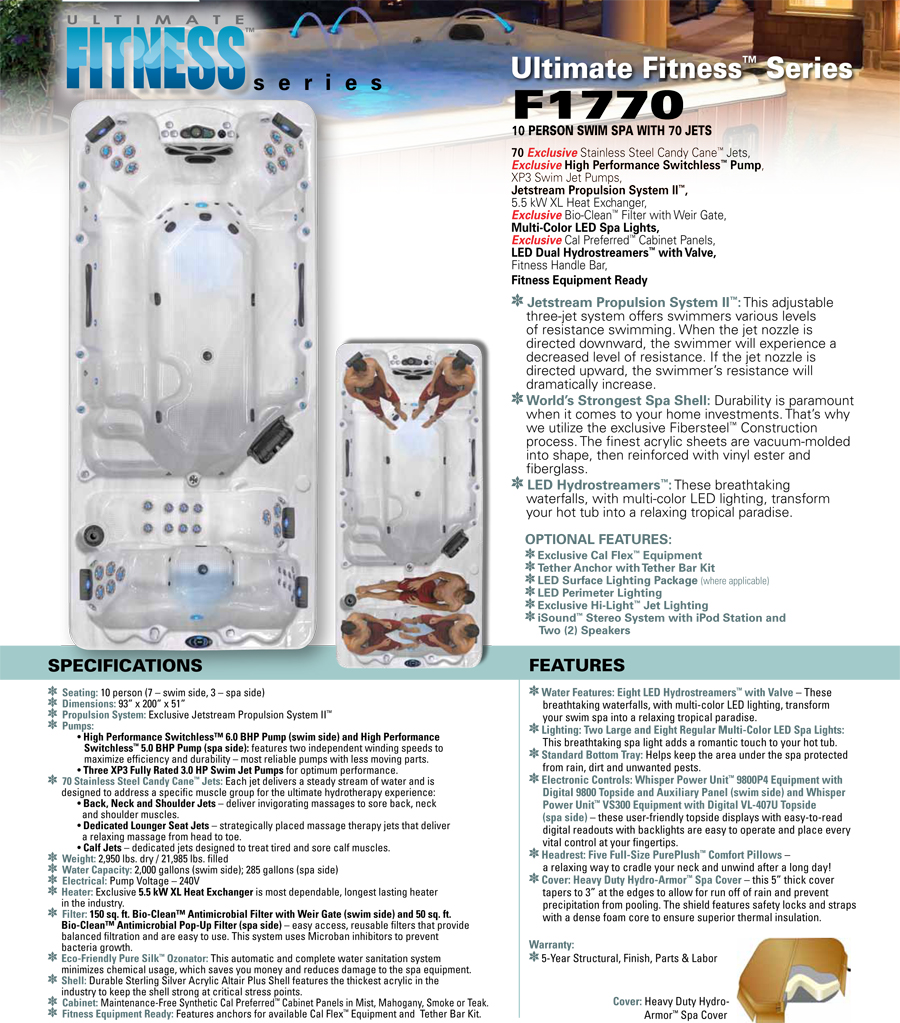 ULTIMATE
FITNESS™
series
Ultimate Fitness™ Series
F1770
10 PERSON SWIM SPA WITH 70 JETS
70 Exclusive Stainless Steel Candy Cane™ Jets,
Exclusive High Performance Switchless™ Pump,
XP3 Swim Jet Pumps,
Jetstream Propulsion System II™,
5.5 kW XL Heat Exchanger,
Exclusive Bio-Clean™ Filter with Weir Gate,
Multi-Color LED Spa Lights,
Exclusive Cal Preferred™ Cabinet Panels,
LED Dual Hydrostreamers™ with Valve,
Fitness Handle Bar,
Fitness Equipment Ready
✽ Jetstream Propulsion System II™: This adjustable
three-jet system offers swimmers various levels
of resistance swimming. When the jet nozzle is
directed downward, the swimmer will experience a
decreased level of resistance. If the jet nozzle is
directed upward, the swimmer's resistance will
dramatically increase.
✽ World's Strongest Spa Shell: Durability is paramount
when it comes to your home investments. That's why
we utilize the exclusive Fibersteel™ Construction
process. The finest acrylic sheets are vacuum-molded
into shape, then reinforced with vinyl ester and
fiberglass.
✽ LED Hydrostreamers™: These breathtaking
waterfalls, with multi-color LED lighting, transform
your hot tub into a relaxing tropical paradise.
OPTIONAL FEATURES:
✽ Exclusive Cal Flex™ Equipment
✽ Tether Anchor with Tether Bar Kit
✽ LED Surface Lighting Package (where applicable)
✽ LED Perimeter Lighting
✽ Exclusive Hi-Light™ Jet Lighting
✽ iSound™ Stereo System with iPod Station and
Two (2) Speakers
SPECIFICATIONS
✽ Seating: 10 person (7 – swim side, 3 – spa side)
✽ Dimensions: 93” x 200” x 51”
✽ Propulsion System: Exclusive Jetstream Propulsion System II™
✽ Pumps:
• High Performance Switchless™ 6.0 BHP Pump (swim side) and High Performance
Switchless™ 5.0 BHP Pump (spa side): features two independent winding speeds to
maximize efficiency and durability – most reliable pumps with less moving parts.
• Three XP3 Fully Rated 3.0 HP Swim Jet Pumps for optimum performance.
✽ 70 Stainless Steel Candy Cane™ Jets: Each jet delivers a steady stream of water and is
designed to address a specific muscle group for the ultimate hydrotherapy experience:
• Back, Neck and Shoulder Jets – deliver invigorating massages to sore back, neck
and shoulder muscles.
• Dedicated Lounger Seat Jets – strategically placed massage therapy jets that deliver
a relaxing massage from head to toe.
• Calf Jets – dedicated jets designed to treat tired and sore calf muscles.
✽ Weight: 2,950 lbs. dry / 21,985 lbs. filled
✽ Water Capacity: 2,000 gallons (swim side); 285 gallons (spa side)
✽ Electrical: Pump Voltage – 240V
✽ Heater: Exclusive 5.5 kW XL Heat Exchanger is most dependable, longest lasting heater
in the industry.
✽ Filter: 150 sq. ft. Bio-Clean™ Antimicrobial Filter with Weir Gate (swim side) and 50 sq. ft.
Bio-Clean™ Antimicrobial Pop-Up Filter (spa side) – easy access, reusable filters that provide
balanced filtration and are easy to use. This system uses Microban inhibitors to prevent
bacteria growth.
✽ Eco-Friendly Pure Silk™ Ozonator: This automatic and complete water sanitation system
minimizes chemical usage, which saves you money and reduces damage to the spa equipment.
✽ Shell: Durable Sterling Silver Acrylic Altair Plus Shell features the thickest acrylic in the
industry to keep the shell strong at critical stress points.
✽ Cabinet: Maintenance-Free Synthetic Cal Preferred™ Cabinet Panels in Mist, Mahogany, Smoke or Teak.
✽ Fitness Equipment Ready: Features anchors for available Cal Flex™ Equipment and Tether Bar Kit.
FEATURES
✽ Water Features: Eight LED Hydrostreamers™ with Valve – These
breathtaking waterfalls, with multi-color LED lighting, transform
your swim spa into a relaxing tropical paradise.
✽ Lighting: Two Large and Eight Regular Multi-Color LED Spa Lights:
This breathtaking spa light adds a romantic touch to your hot tub.
✽ Standard Bottom Tray: Helps keep the area under the spa protected
from rain, dirt and unwanted pests.
✽ Electronic Controls: Whisper Power Unit™ 9800P4 Equipment with
Digital 9800 Topside and Auxiliary Panel (swim side) and Whisper
Power Unit™ VS300 Equipment with Digital VL-407U Topside
(spa side) – these user-friendly topside displays with easy-to-read
digital readouts with backlights are easy to operate and place every
vital control at your fingertips.
✽ Headrest: Five Full-Size PurePlush™ Comfort Pillows –
a relaxing way to cradle your neck and unwind after a long day!
✽ Cover: Heavy Duty Hydro-Armor™ Spa Cover – this 5” thick cover
tapers to 3” at the edges to allow for run off of rain and prevent
precipitation from pooling. The shield features safety locks and straps
with a dense foam core to ensure superior thermal insulation.
Warranty:
✽ 5-Year Structural, Finish, Parts & Labor
Cover: Heavy Duty Hydro-
Armor™ Spa Cover